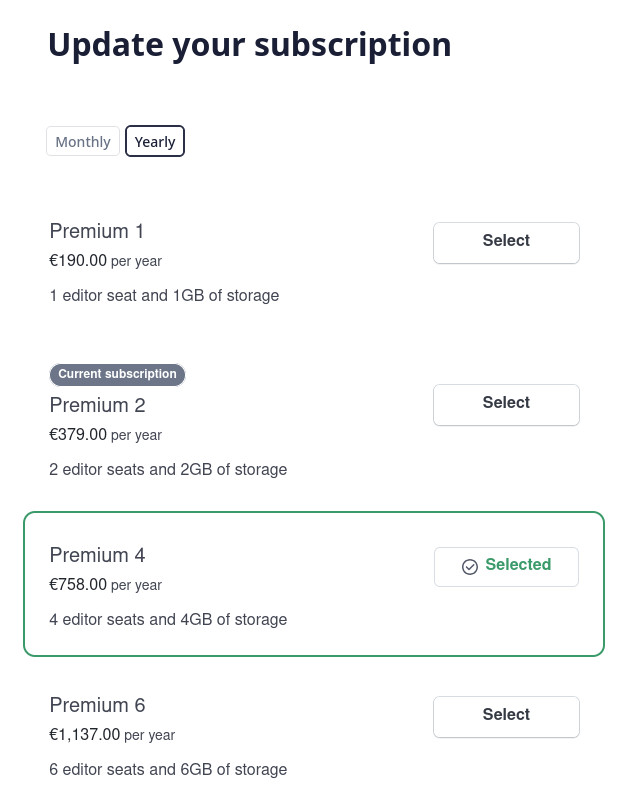 Update your subscription
Monthly Yearly
Premium 1
€190.00 per year
1 editor seat and 1GB of storage
Select
Current subscription
Premium 2
€379.00 per year
2 editor seats and 2GB of storage
Select
Premium 4
€758.00 per year
4 editor seats and 4GB of storage
Selected
Premium 6
€1,137.00 per year
6 editor seats and 6GB of storage
Select